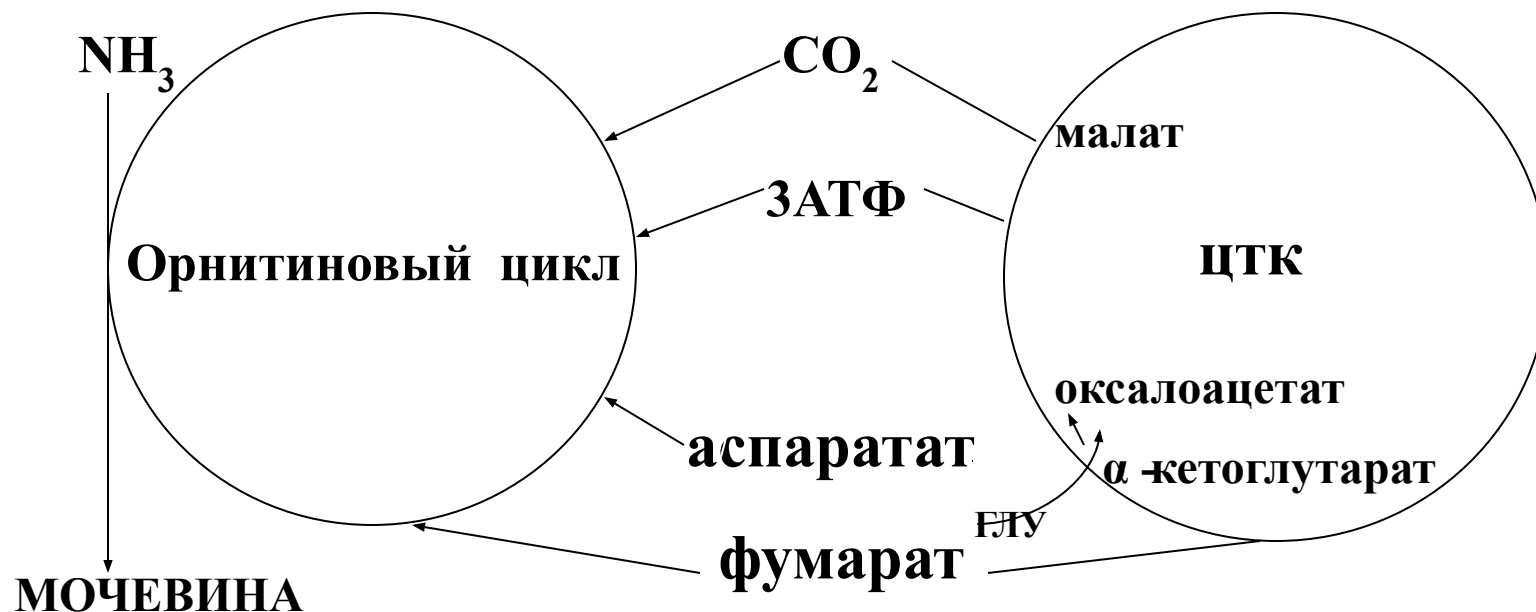 NH3
CO2
малат
3АТФ
Орнитиновый цикл
ЦТК
оксалоацетат
аспаратат
α -кетоглутарат
ГЛУ
фумарат
МОЧЕВИНА